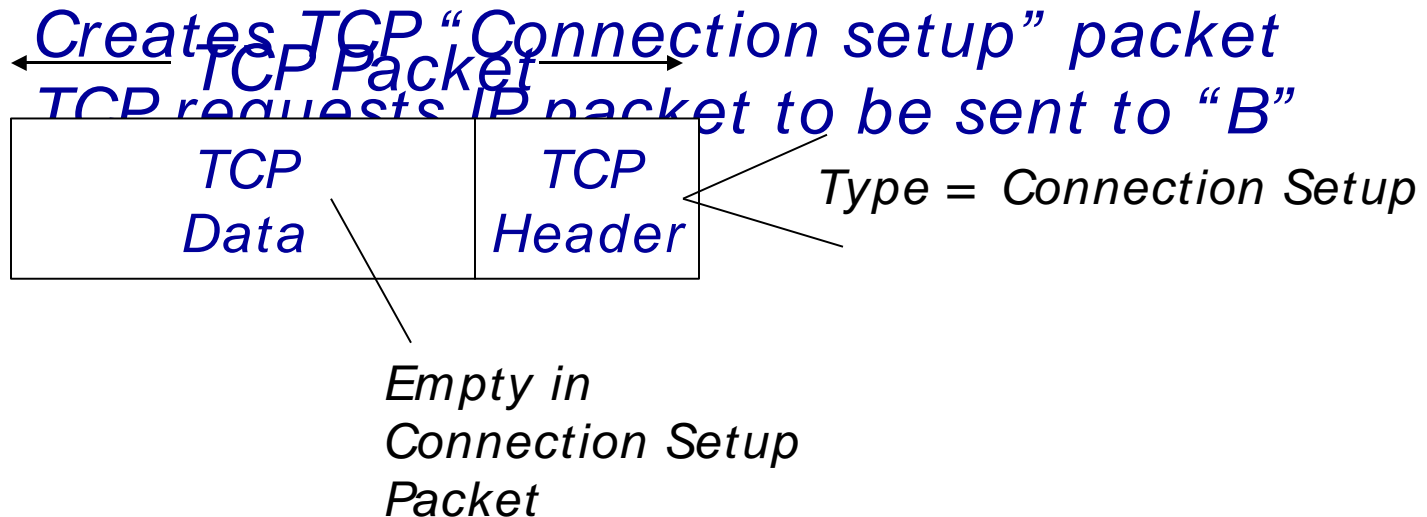 Creates TCP “Connection setup” packet
TCP Packet
TCP requests IP packet to be sent to “B”
TCP
Data
TCP
Header
Type = Connection Setup
Empty in
Connection Setup
Packet